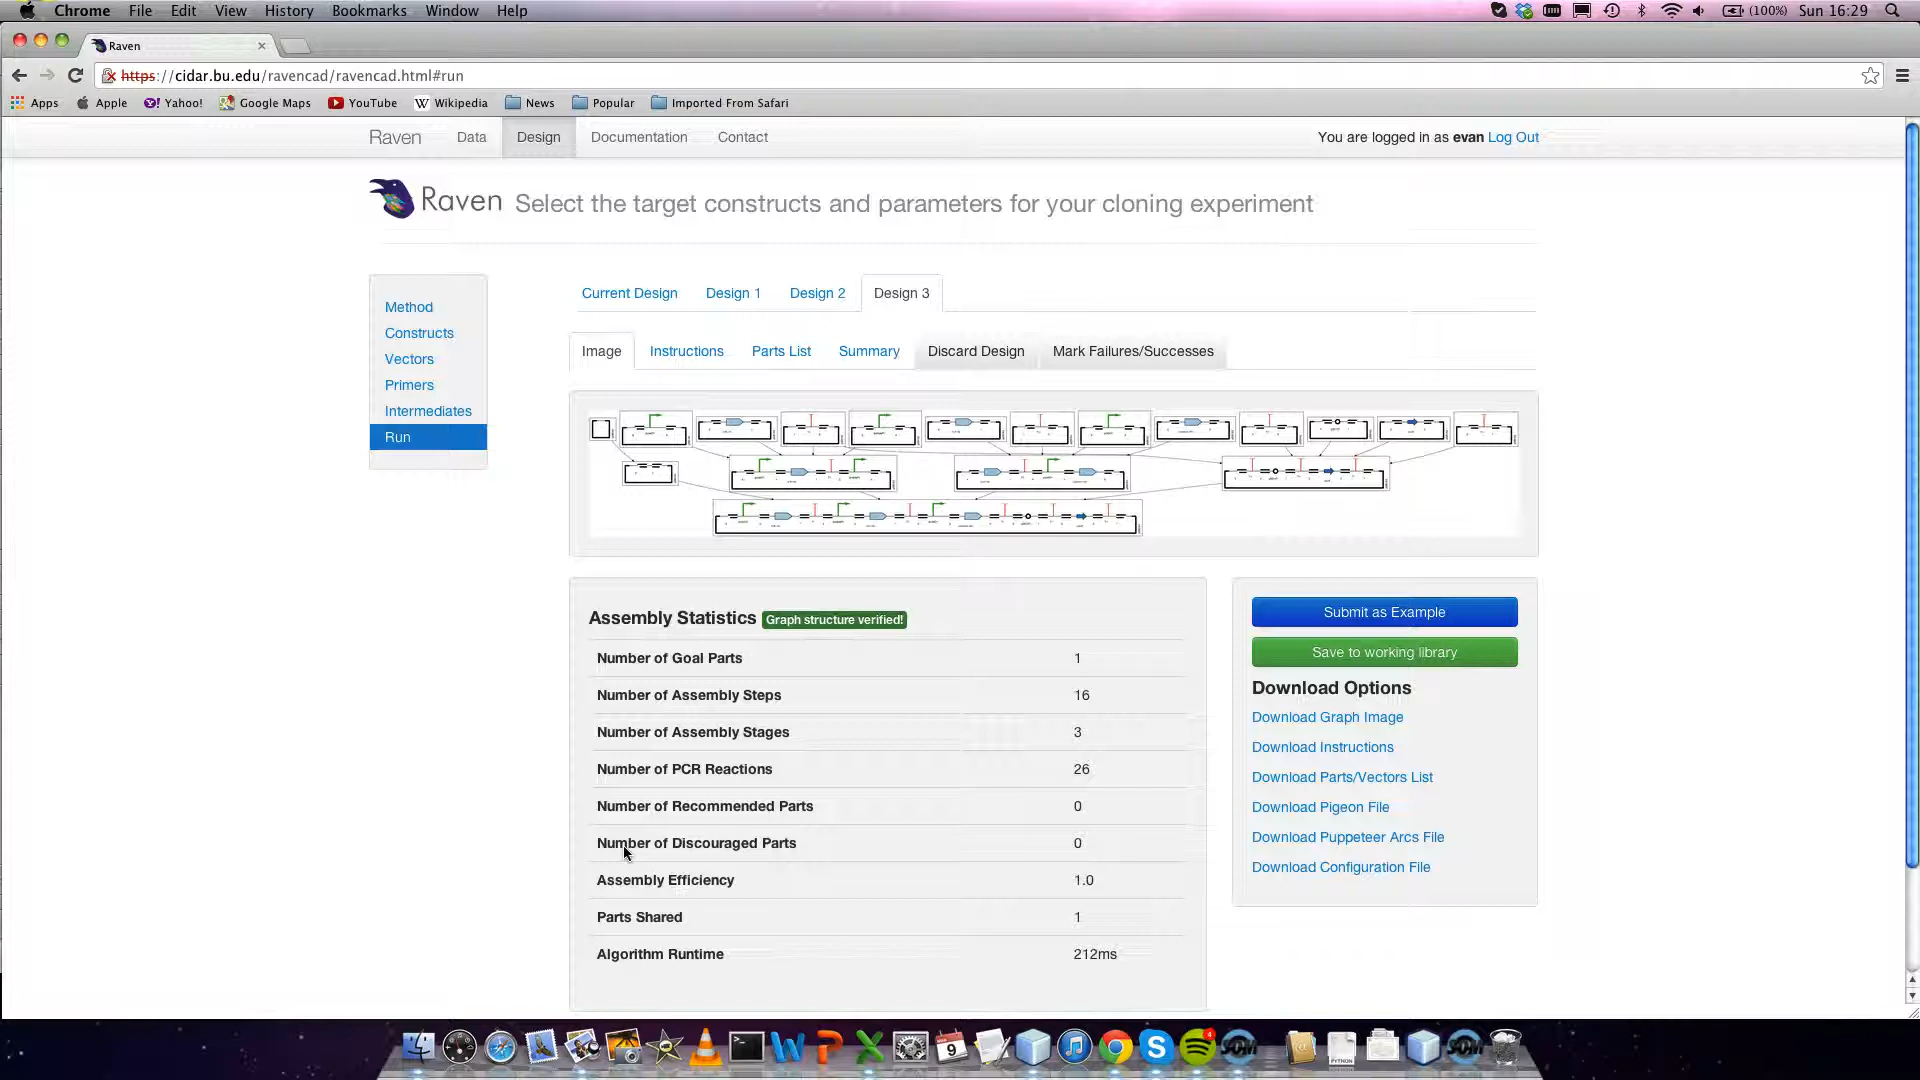 Chrome File Edit View History Bookmarks Window Help (100%) Sun 16:29
Raven
https://cidar.bu.edu/ravencad/ravencad.html#run
Apps Apple Yahoo! Google Maps YouTube Wikipedia News Popular Imported From Safari
Raven Data Design Documentation Contact You are logged in as evan Log Out
Raven Select the target constructs and parameters for your cloning experiment
Current Design Design 1 Design 2 Design 3
Method
Constructs
Vectors
Primers
Intermediates
Run
Image Instructions Parts List Summary Discard Design Mark Failures/Successes
Assembly Statistics Graph structure verified!
Number of Goal Parts 1
Number of Assembly Steps 16
Number of Assembly Stages 3
Number of PCR Reactions 26
Number of Recommended Parts 0
Number of Discouraged Parts 0
Assembly Efficiency 1.0
Parts Shared 1
Algorithm Runtime 212ms
Submit as Example
Save to working library
Download Options
Download Graph Image
Download Instructions
Download Parts/Vectors List
Download Pigeon File
Download Puppeteer Arcs File
Download Configuration File